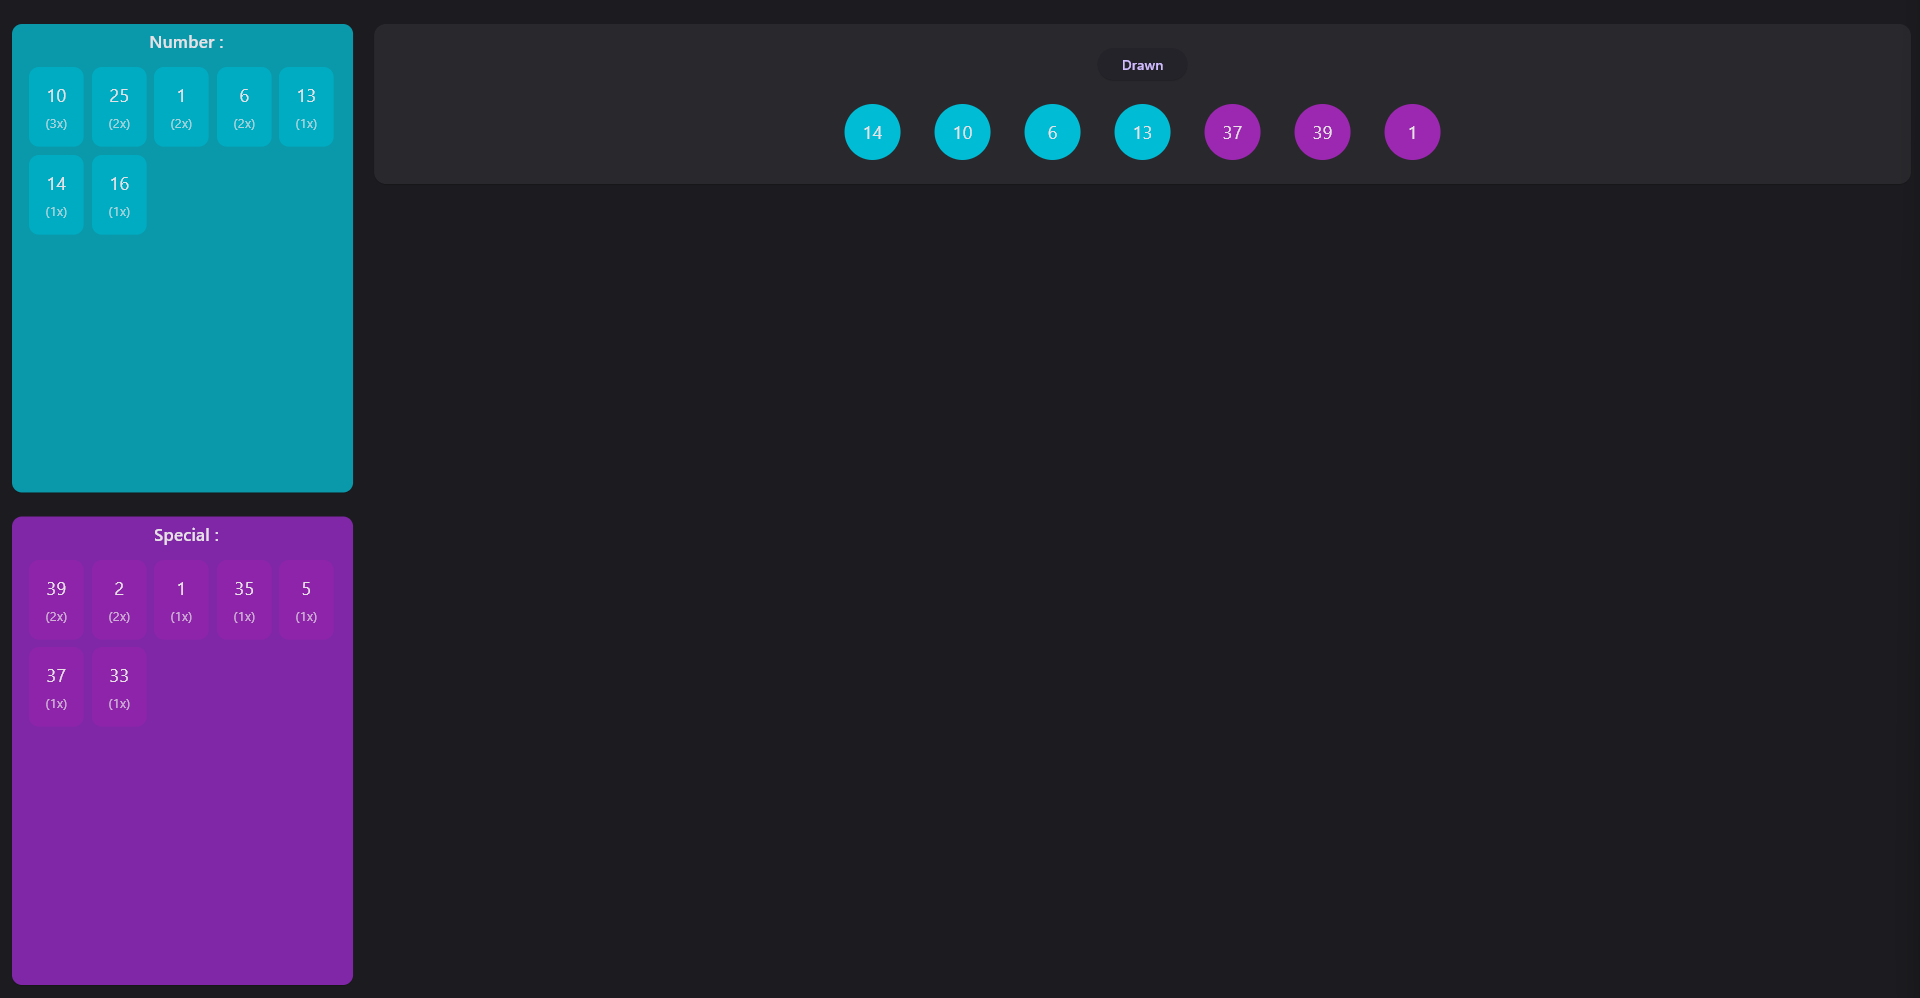 Number :
10 25 1 6 13
(3x) (2x) (2x) (2x) (1x)
14 16
(1x) (1x)
Special :
39 2 1 35 5
(2x) (2x) (1x) (1x) (1x)
37 33
(1x) (1x)
Drawn
14 10 6 13 37 39 1